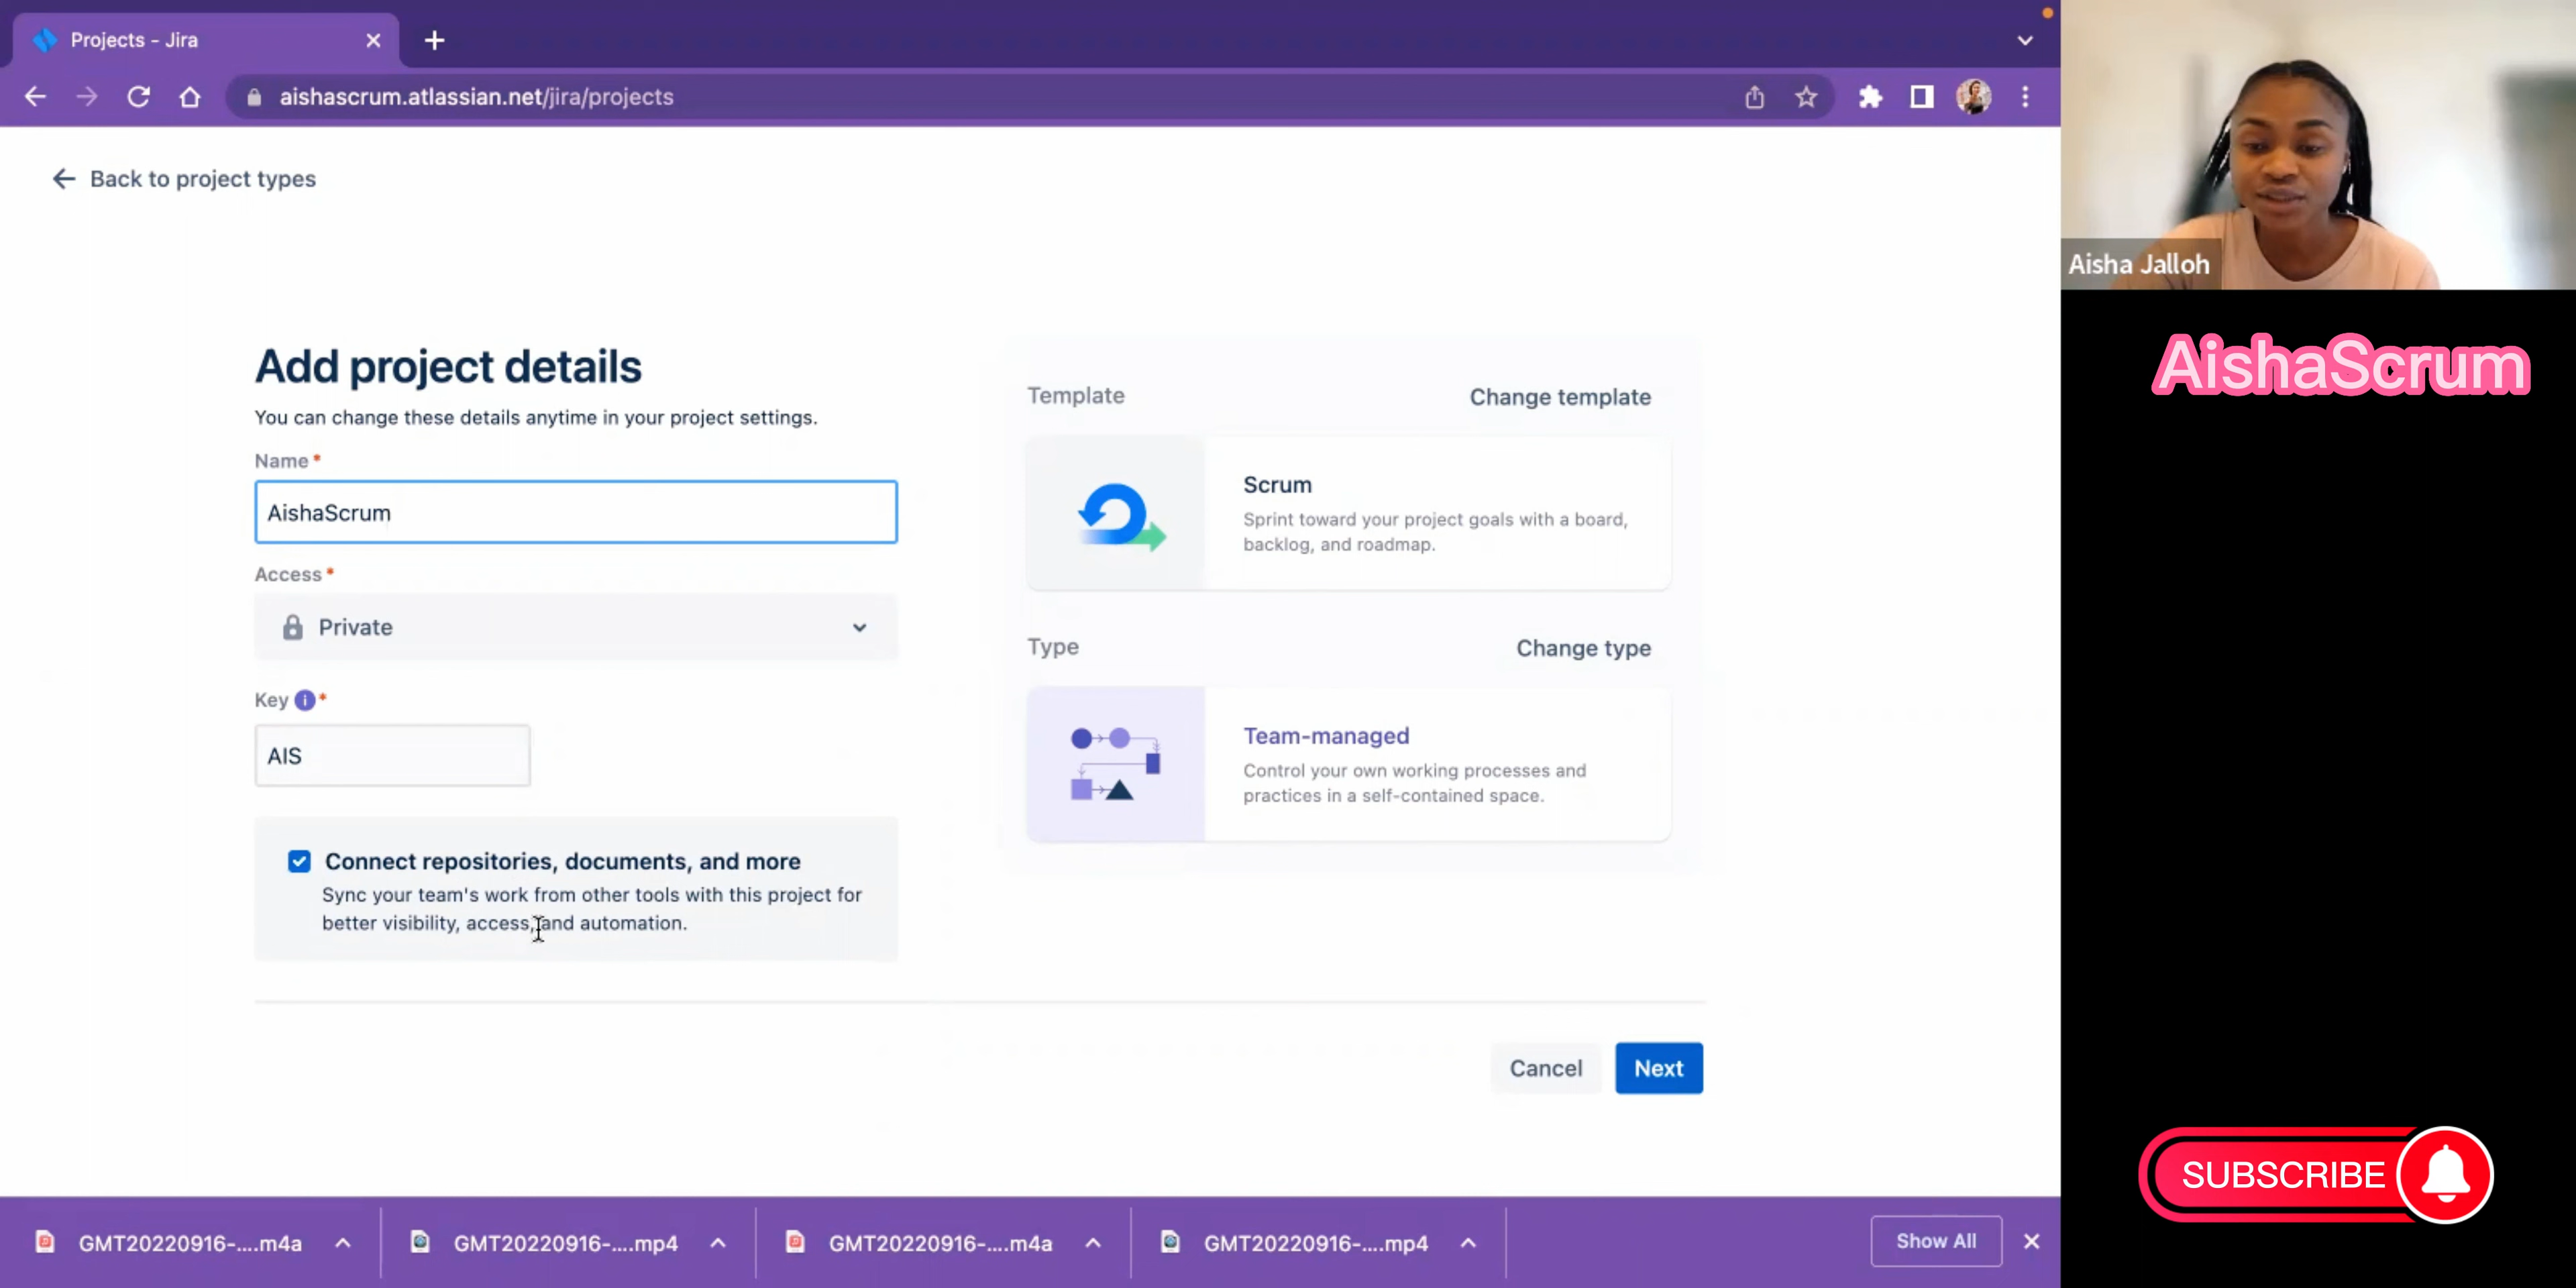 Projects - Jira
aishascrum.atlassian.net/jira/projects
Back to project types
Add project details
You can change these details anytime in your project settings.
Name *
AishaScrum
Access *
Private
Key i *
AIS
Connect repositories, documents, and more
Sync your team's work from other tools with this project for
better visibility, access, and automation.
Template
Change template
Scrum
Sprint toward your project goals with a board,
backlog, and roadmap.
Type
Change type
Team-managed
Control your own working processes and
practices in a self-contained space.
Cancel
Next
GMT20220916-....m4a
GMT20220916-....mp4
GMT20220916-....m4a
GMT20220916-....mp4
Show All
Aisha Jalloh
AishaScrum
SUBSCRIBE